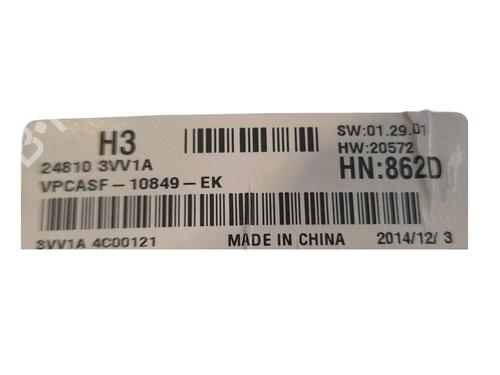 H3
SW:01.29.01
HW:20572
24810 3VV1A
HN:862D
VPCASF-10849-EK
3VV1A 4C00121
MADE IN CHINA
2014/12/ 3